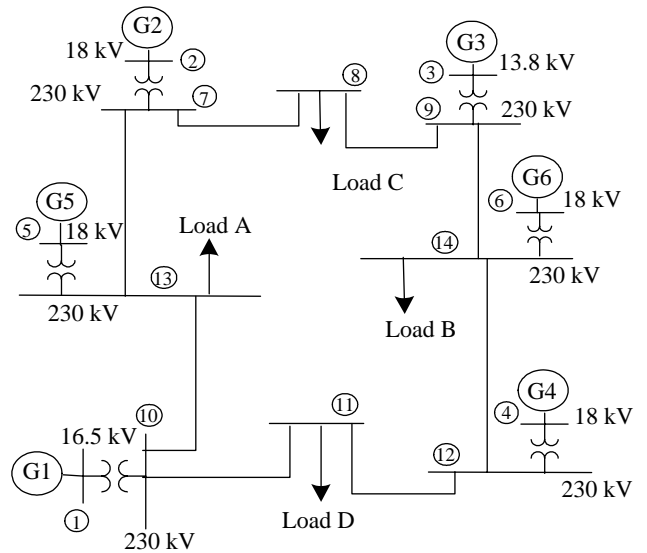 G2
G3
18 kV
2
8
3
13.8 kV
230 kV
7
9
230 kV
Load C
G5
G6
6
18 kV
5
18 kV
Load A
14
13
230 kV
230 kV
Load B
G4
10
11
4
18 kV
16.5 kV
12
G1
230 kV
1
Load D
230 kV